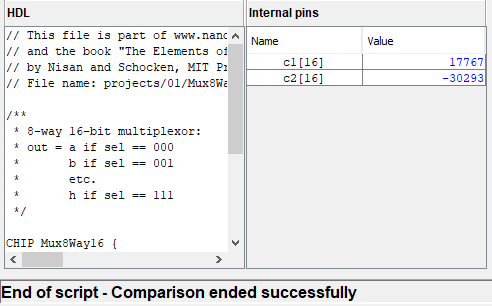 HDL
// This file is part of www.nand
// and the book "The Elements of
// by Nisan and Schocken, MIT Pr
// File name: projects/01/Mux8Wa
/**
* 8-way 16-bit multiplexor:
* out = a if sel == 000
* b if sel == 001
* etc.
* h if sel == 111
*/
CHIP Mux8Way16 {
Internal pins
Name Value
c1[16] 17767
c2[16] -30293
End of script - Comparison ended successfully